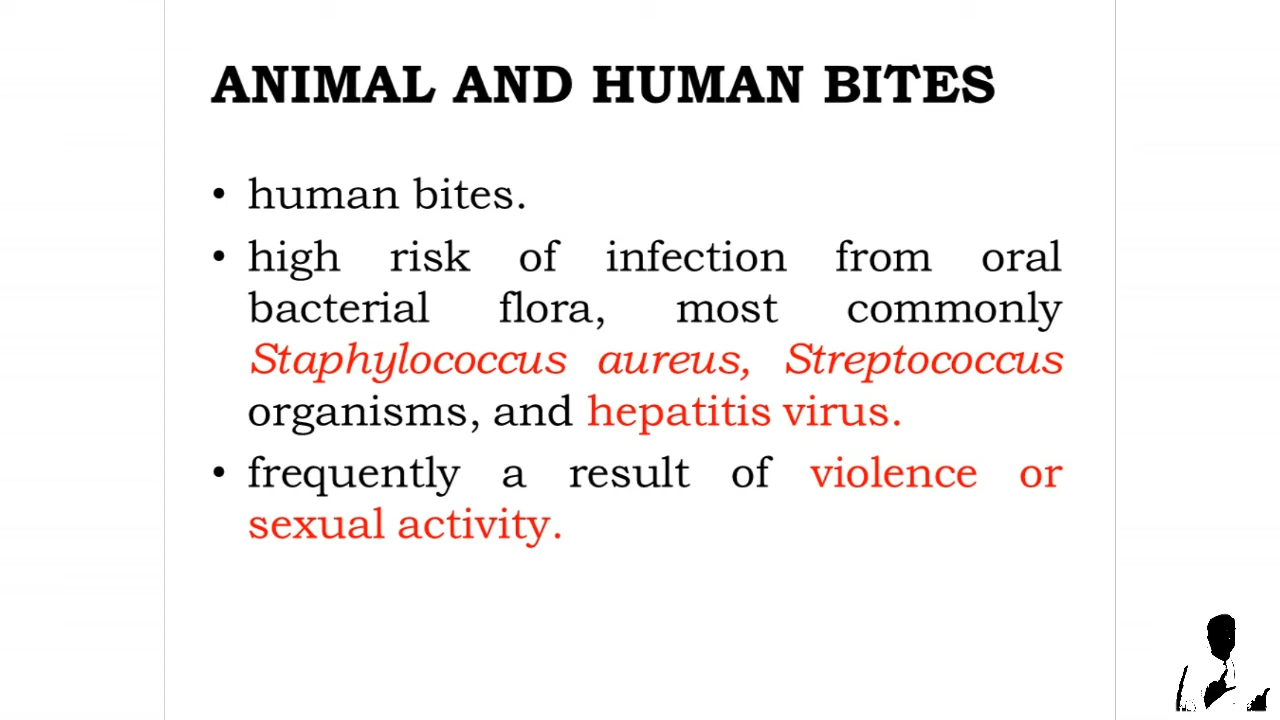 ANIMAL AND HUMAN BITES
• human bites.
• high risk of infection from oral
bacterial flora, most commonly
Staphylococcus aureus, Streptococcus
organisms, and hepatitis virus.
• frequently a result of violence or
sexual activity.